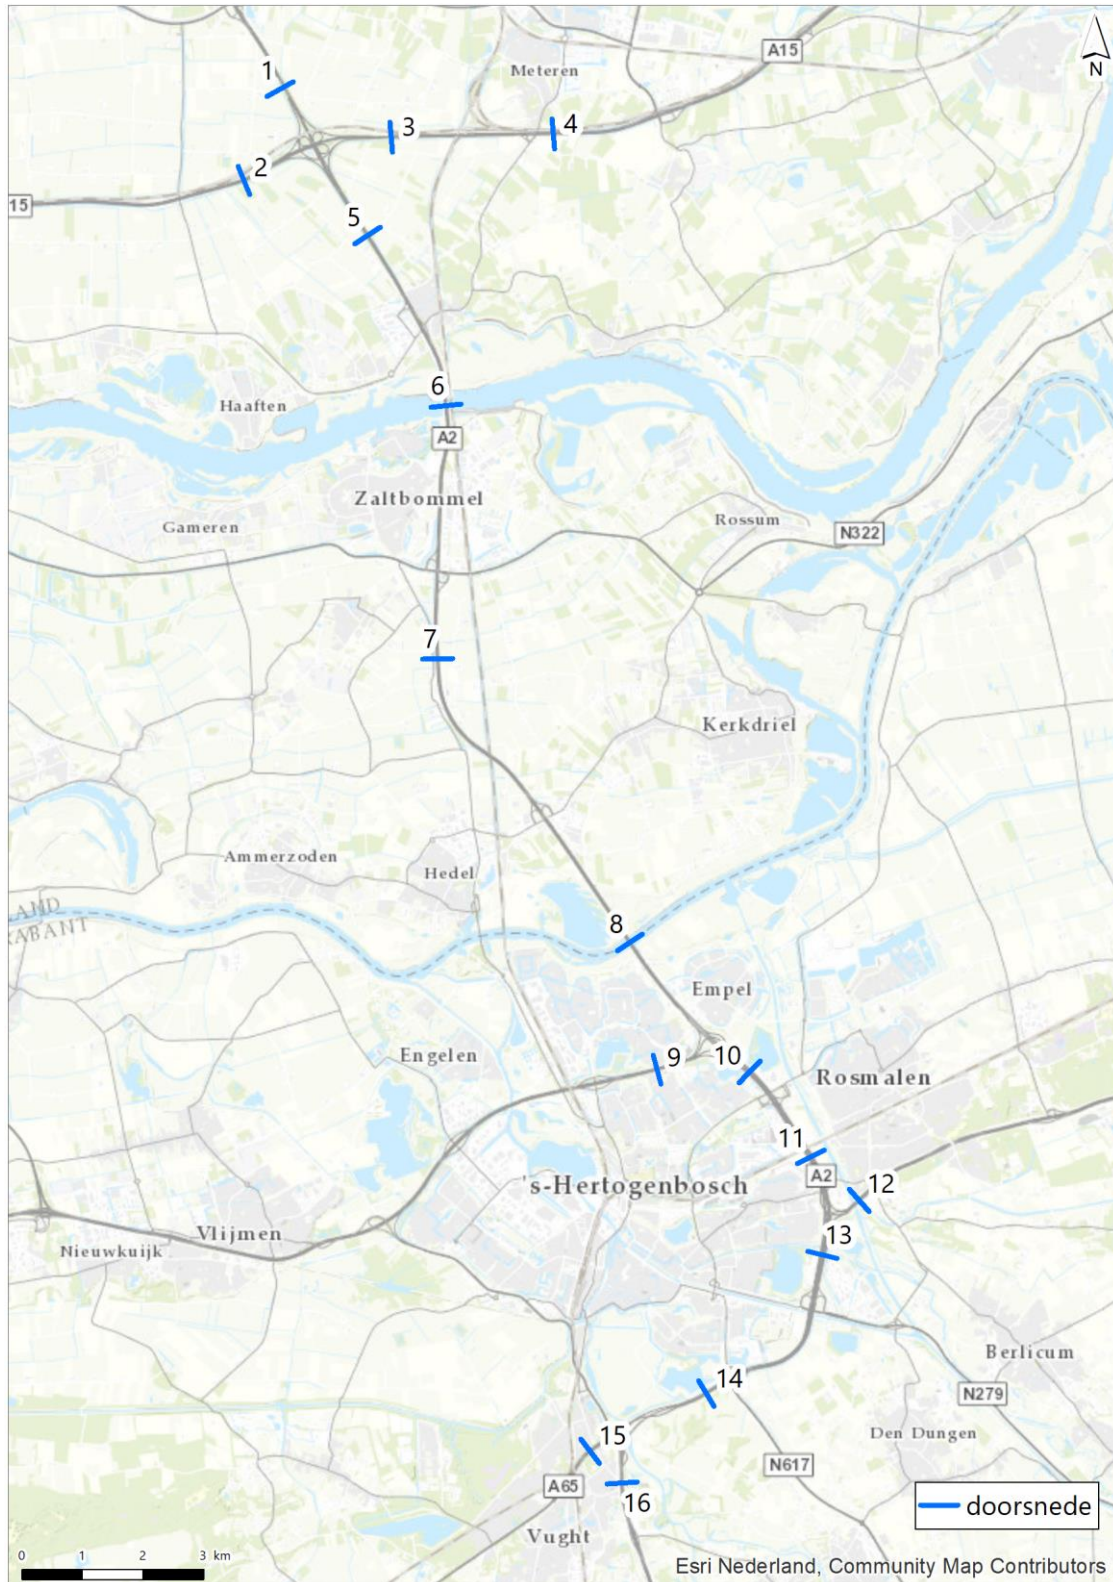 A15
N
1
Meteren
3
4
2
15
5
6
Haaften
A2
Zaltbommel
Gameren
Rossum
N322
7
Kerkdriel
Ammerzoden
Hedel
AND
RABANT
8
Empel
Engelen
9
10
Rosmalen
11
A2
's-Hertogenbosch
12
Vlijmen
13
Nieuwkuijk
Berlicum
14
N279
Den Dungen
15
N617
A65
16
doorsnede
Vught
0 1 2 3 km
Esri Nederland, Community Map Contributors